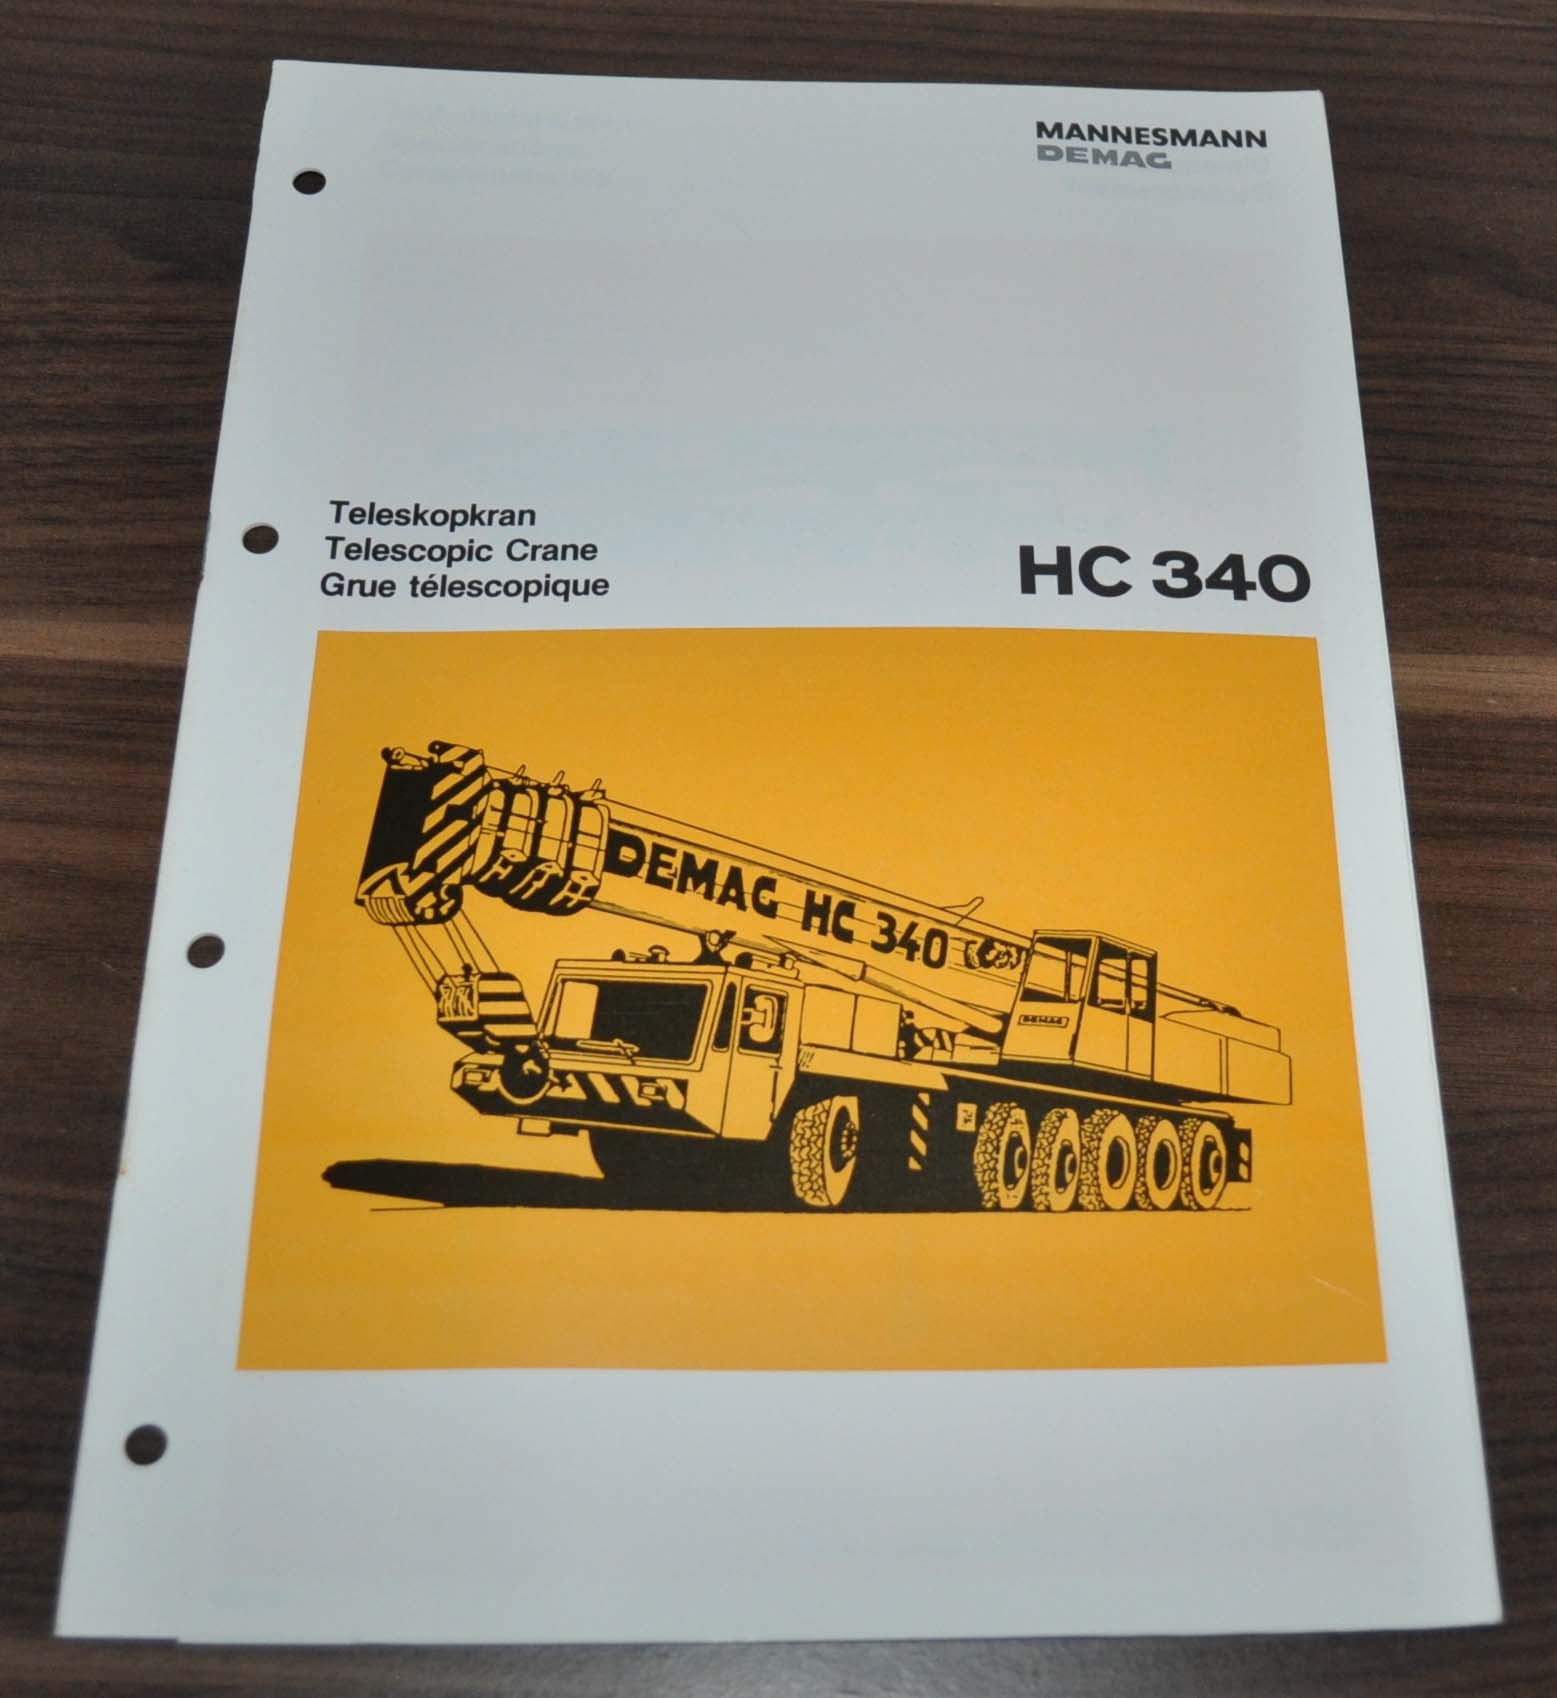 MANNESMANN
DEMAG
Teleskopkran
Telescopic Crane
Grue télescopique
HC 340
DEMAG HC 340
DEMAG